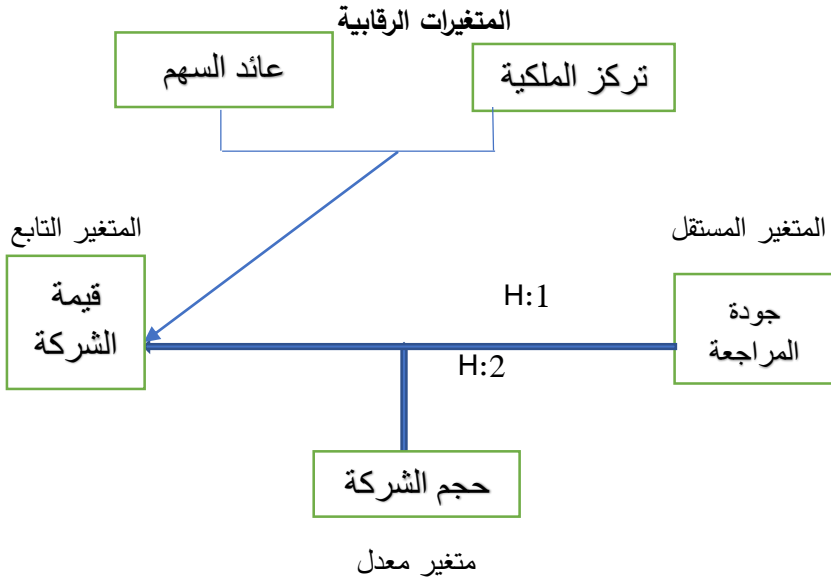 المتغيرات الرقابية
تركز الملكية
عائد السهم
المتغير المستقل
المتغير التابع
جودة
المراجعة
قيمة
الشركة
H:1
H:2
حجم الشركة
متغير معدل